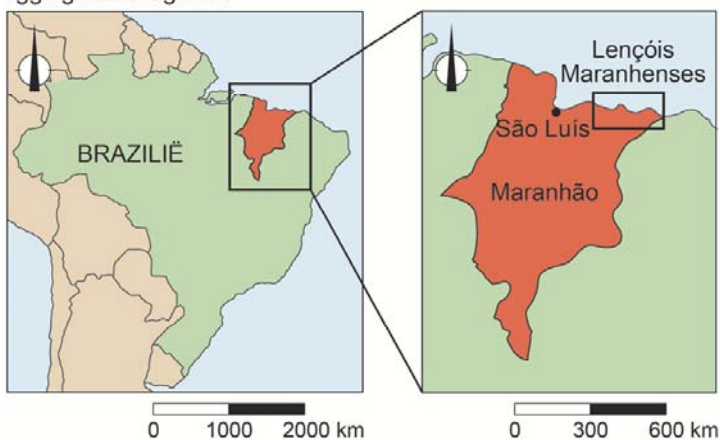 BRAZILIË
0 1000 2000 km
Lençóis
Maranhenses
São Luís
Maranhão
0 300 600 km